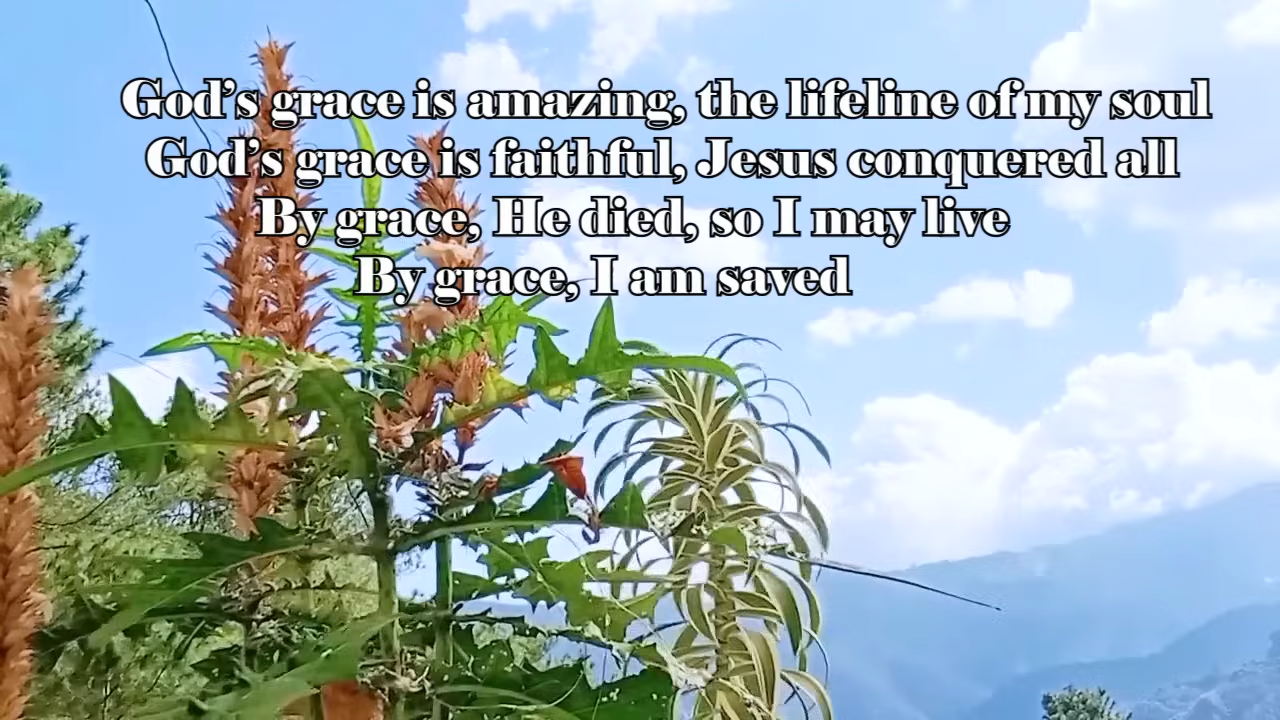 God's grace is amazing, the lifeline of my soul
God's grace is faithful, Jesus conquered all
By grace, He died, so I may live
By grace, I am saved